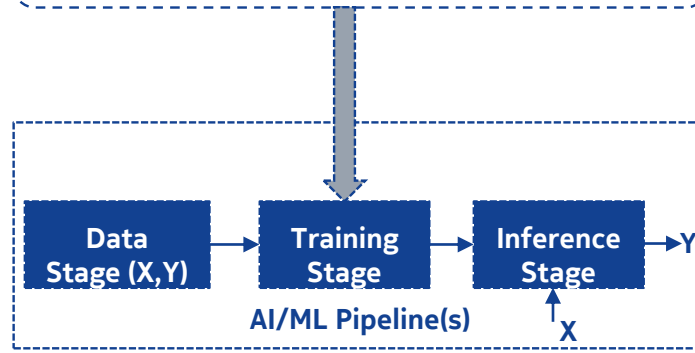 Data
Stage (X,Y)
Training
Stage
Inference
Stage
Y
AI/ML Pipeline(s)
X